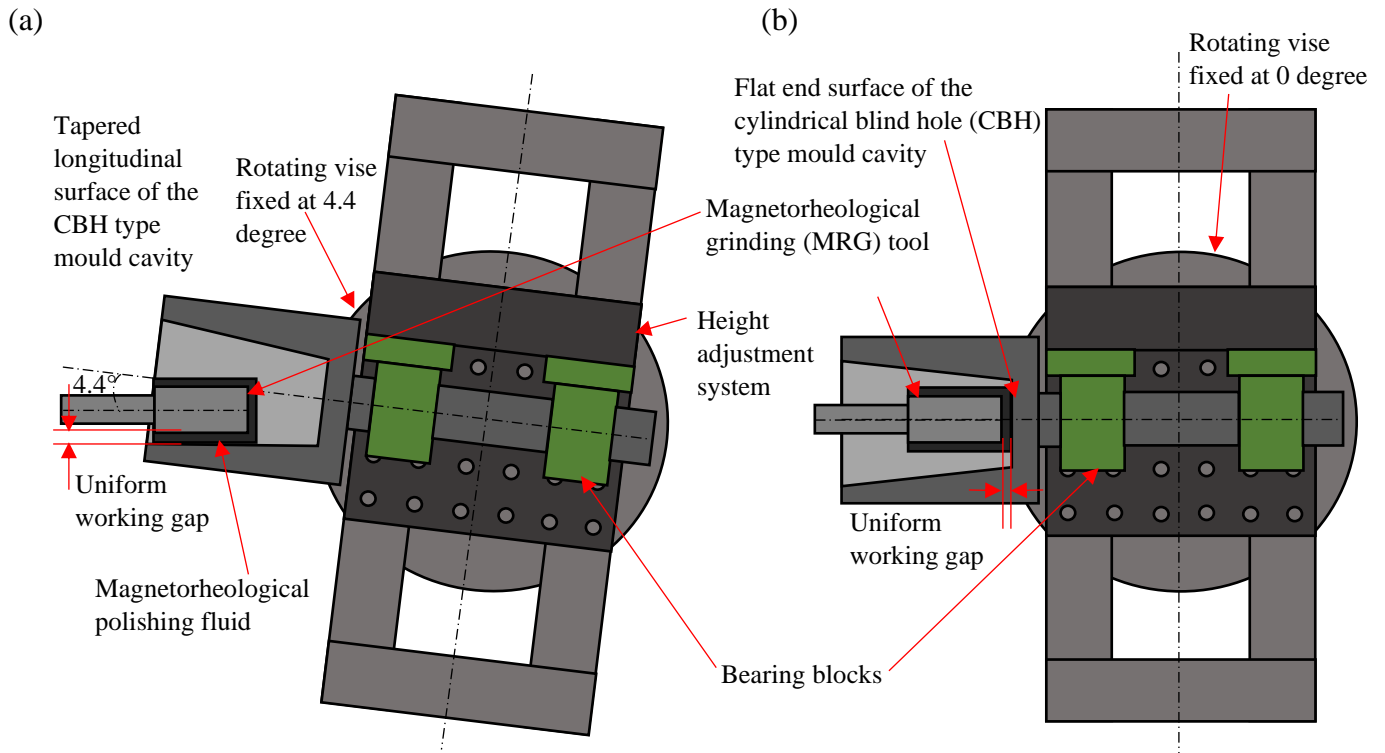 (a)
(b)
Tapered
longitudinal
surface of the
CBH type
mould cavity
Rotating vise
fixed at 4.4
degree
Flat end surface of the
cylindrical blind hole (CBH)
type mould cavity
Rotating vise
fixed at 0 degree
Magnetorheological
grinding (MRG) tool
Height
adjustment
system
4.4°
Uniform
working gap
Magnetorheological
polishing fluid
Uniform
working gap
Bearing blocks